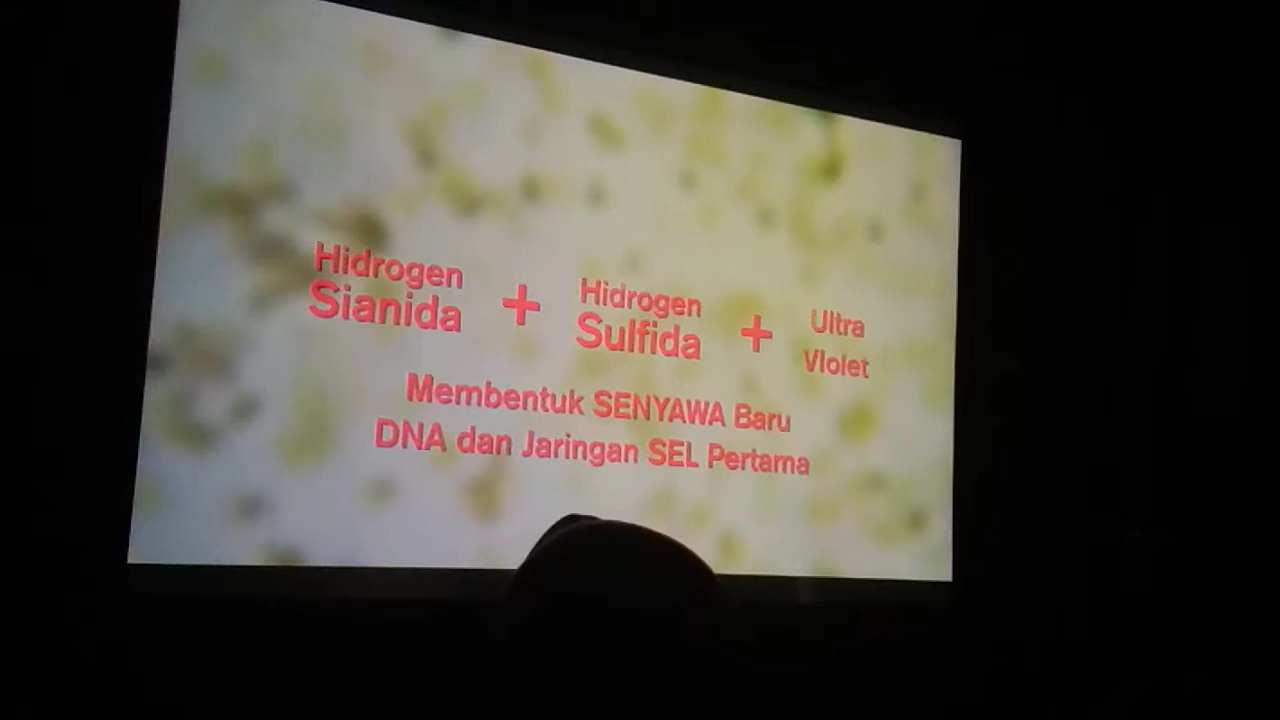 Hidrogen
Sianida
+
Hidrogen
Sulfida
+
Ultra
VIolet
Membentuk SENYAWA Baru
DNA dan Jaringan SEL Pertama